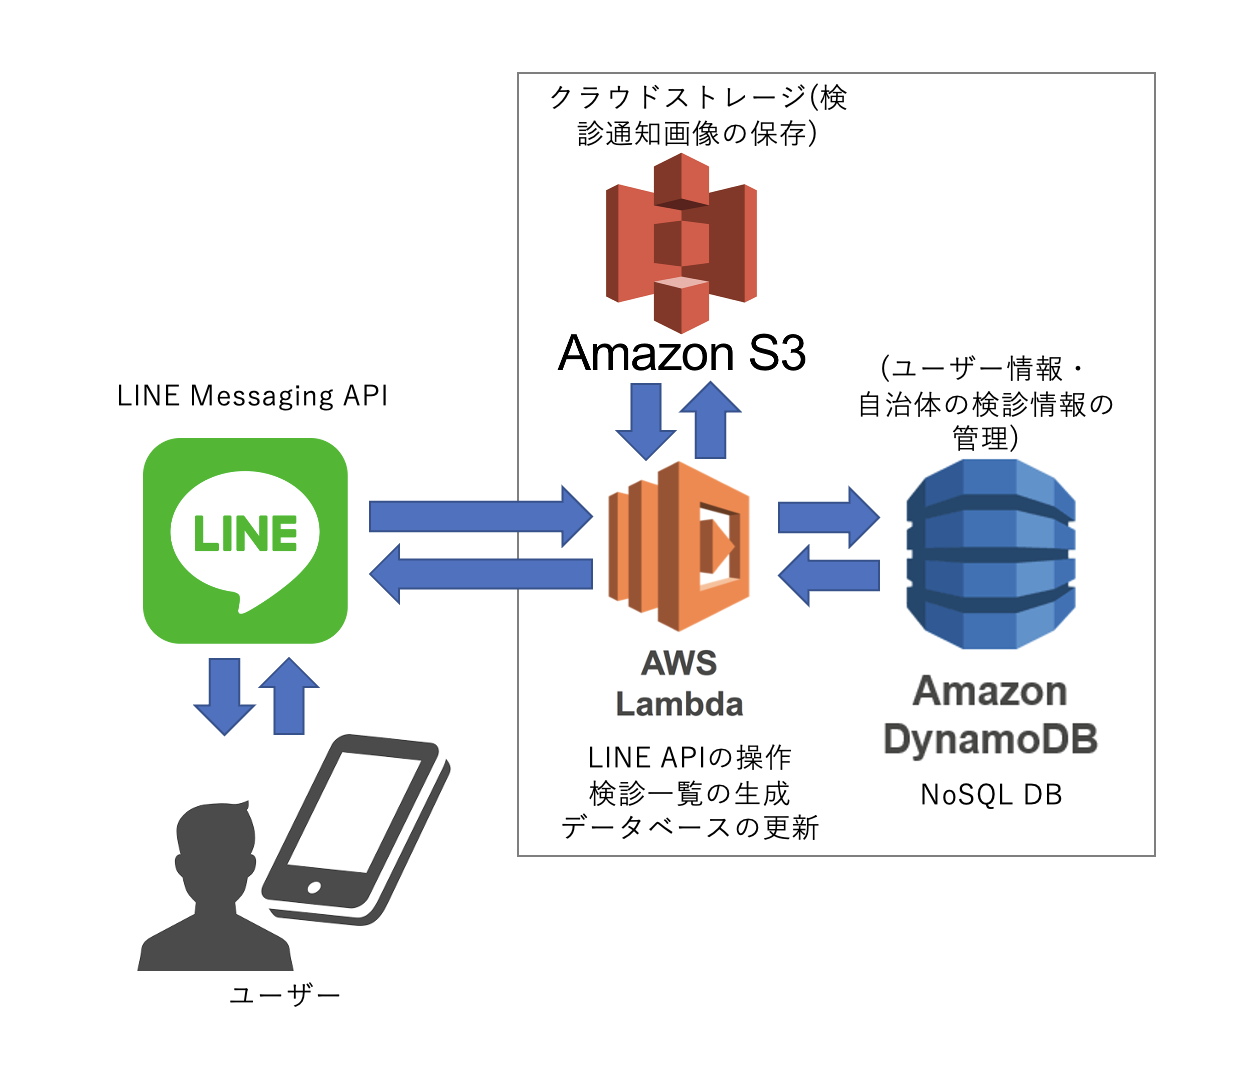 クラウドストレージ(検
診通知画像の保存)
Amazon S3
(ユーザー情報・
自治体の検診情報の
管理)
LINE Messaging API
LINE
AWS
Lambda
Amazon
DynamoDB
LINE APIの操作
検診一覧の生成
データベースの更新
NoSQL DB
ユーザー